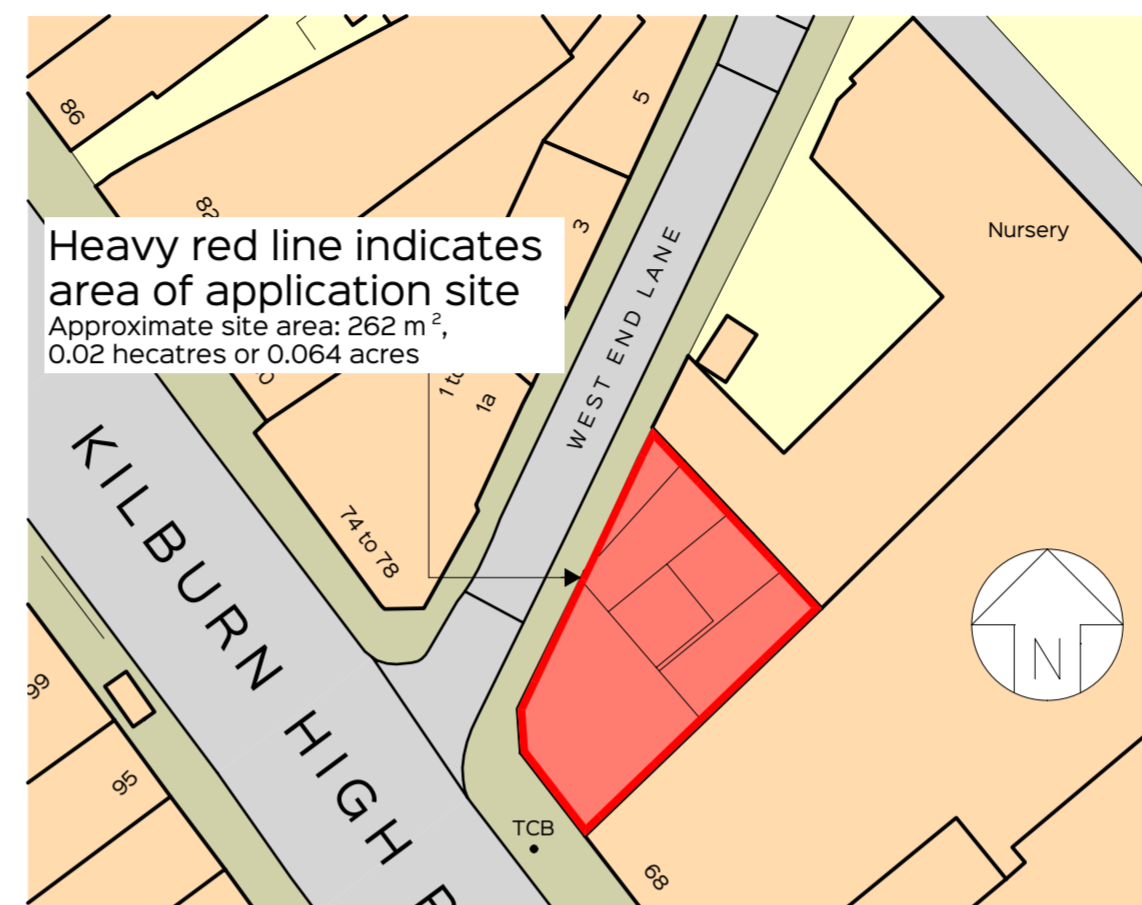 86
82
5
3
Heavy red line indicates
area of application site
Approximate site area: 262 m²,
0.02 hecatres or 0.064 acres
Nursery
WEST END LANE
1a
74 to 78
KILBURN HIGH
N
99
95
TCB
68